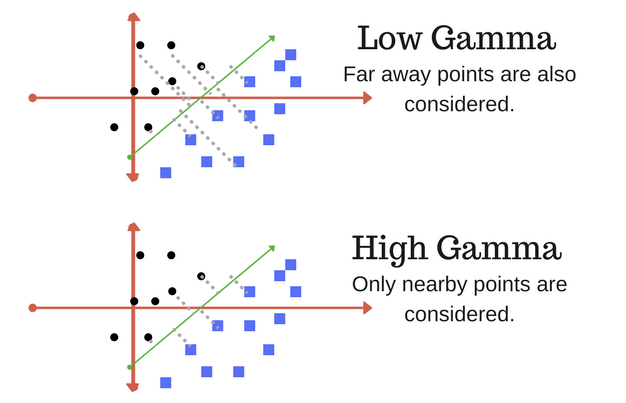 Low Gamma
Far away points are also
considered.
High Gamma
Only nearby points are
considered.